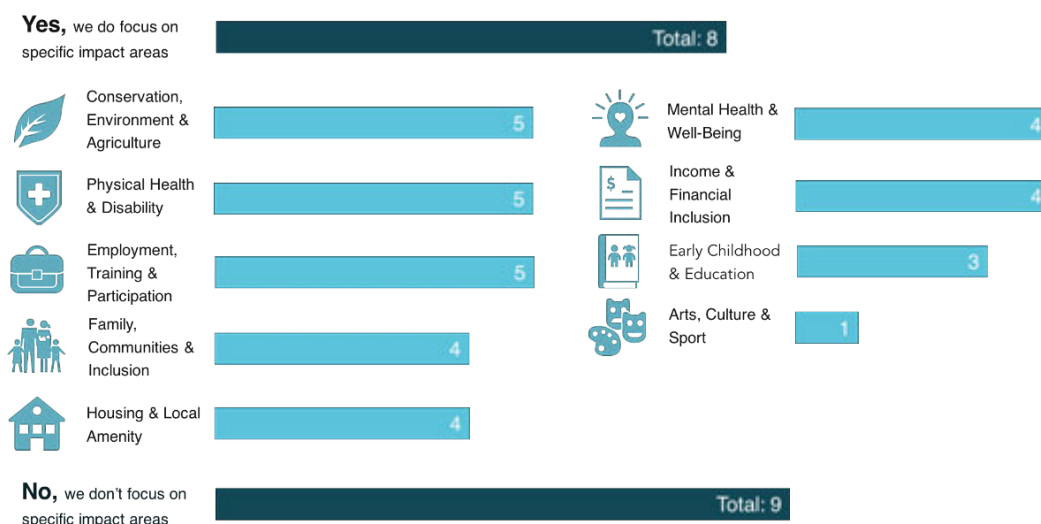 Yes, we do focus on
specific impact areas
Total: 8
Conservation,
Environment &
Agriculture
5
Physical Health
& Disability
5
Employment,
Training &
Participation
5
Family,
Communities &
Inclusion
4
Housing & Local
Amenity
4
Mental Health &
Well-Being
4
$
Income &
Financial
Inclusion
4
Early Childhood
& Education
3
Arts, Culture &
Sport
1
No, we don't focus on
specific impact areas
Total: 9